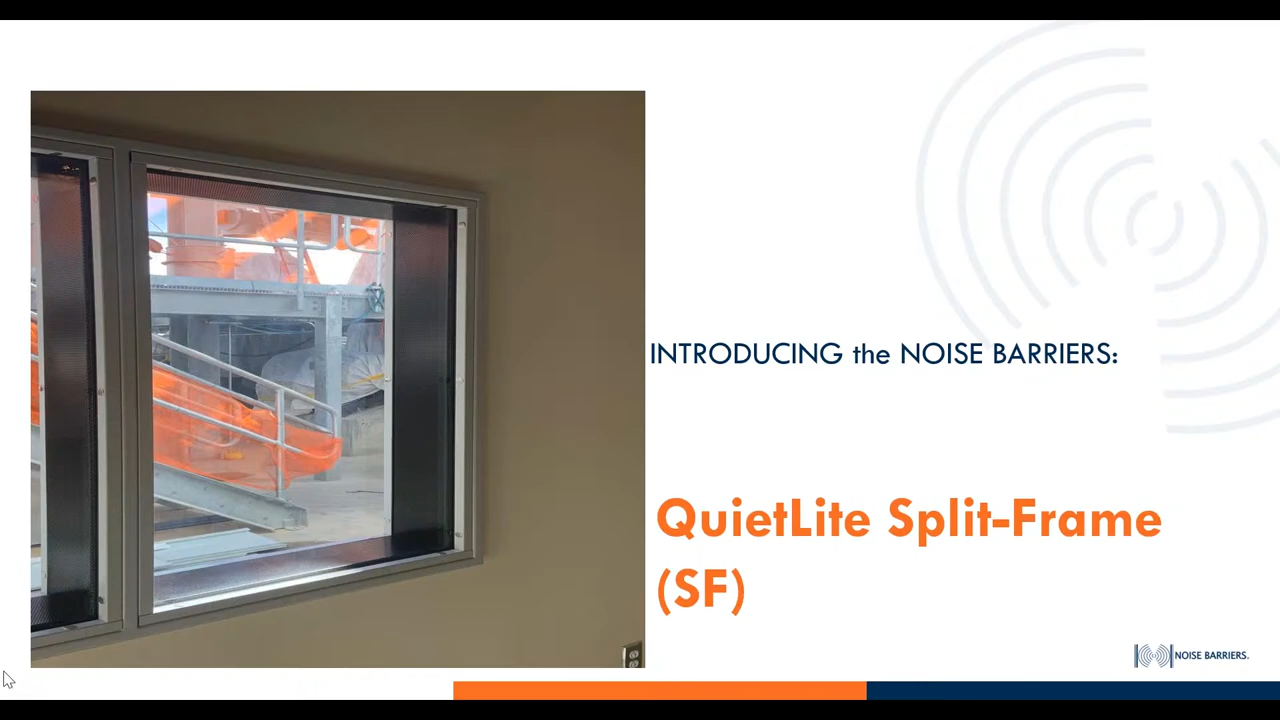 INTRODUCING the NOISE BARRIERS:
QuietLite Split-Frame
(SF)
NOISE BARRIERS.